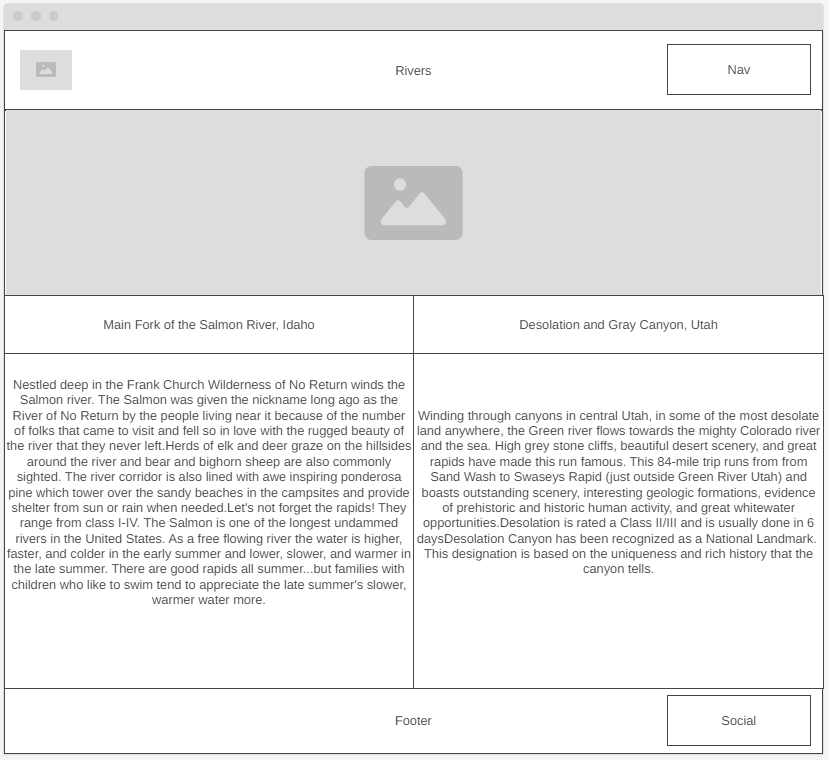 Rivers
Nav
Main Fork of the Salmon River, Idaho
Desolation and Gray Canyon, Utah
Nestled deep in the Frank Church Wilderness of No Return winds the
Salmon river. The Salmon was given the nickname long ago as the
River of No Return by the people living near it because of the number
of folks that came to visit and fell so in love with the rugged beauty of
the river that they never left.Herds of elk and deer graze on the hillsides
around the river and bear and bighorn sheep are also commonly
sighted. The river corridor is also lined with awe inspiring ponderosa
pine which tower over the sandy beaches in the campsites and provide
shelter from sun or rain when needed.Let's not forget the rapids! They
range from class I-IV. The Salmon is one of the longest undammed
rivers in the United States. As a free flowing river the water is higher,
faster, and colder in the early summer and lower, slower, and warmer in
the late summer. There are good rapids all summer...but families with
children who like to swim tend to appreciate the late summer's slower,
warmer water more.
Winding through canyons in central Utah, in some of the most desolate
land anywhere, the Green river flows towards the mighty Colorado river
and the sea. High grey stone cliffs, beautiful desert scenery, and great
rapids have made this run famous. This 84-mile trip runs from from
Sand Wash to Swaseys Rapid (just outside Green River Utah) and
boasts outstanding scenery, interesting geologic formations, evidence
of prehistoric and historic human activity, and great whitewater
opportunities.Desolation is rated a Class II/III and is usually done in 6
daysDesolation Canyon has been recognized as a National Landmark.
This designation is based on the uniqueness and rich history that the
canyon tells.
Footer
Social